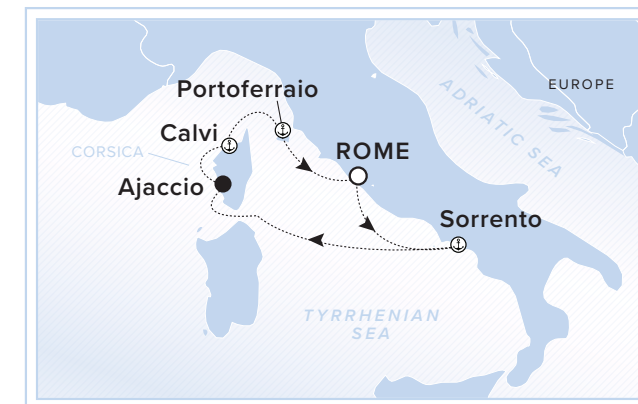 Portoferraio
EUROPE
ADRIATIC SEA
Calvi
CORSICA
ROME
Ajaccio
Sorrento
TYRRHENIAN
SEA